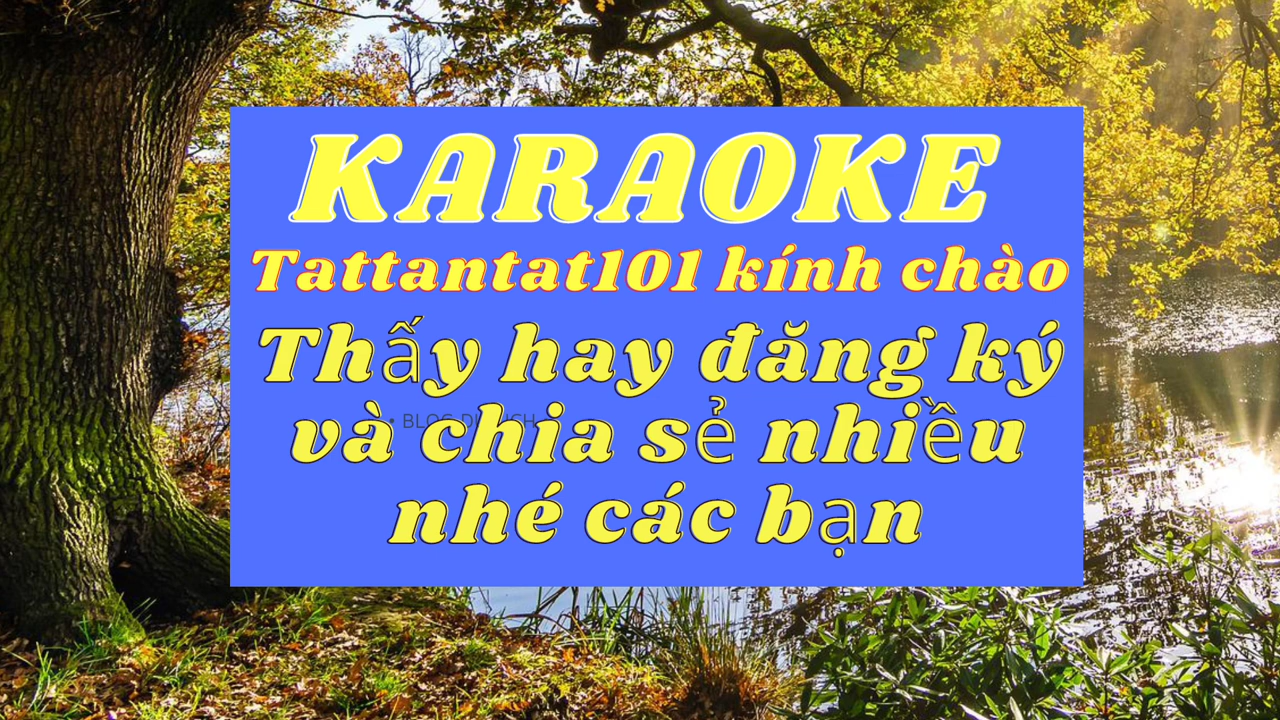 KARAOKE
Tattantat101 kính chào
Thấy hay đăng ký
và chia sẻ nhiều
nhé các bạn